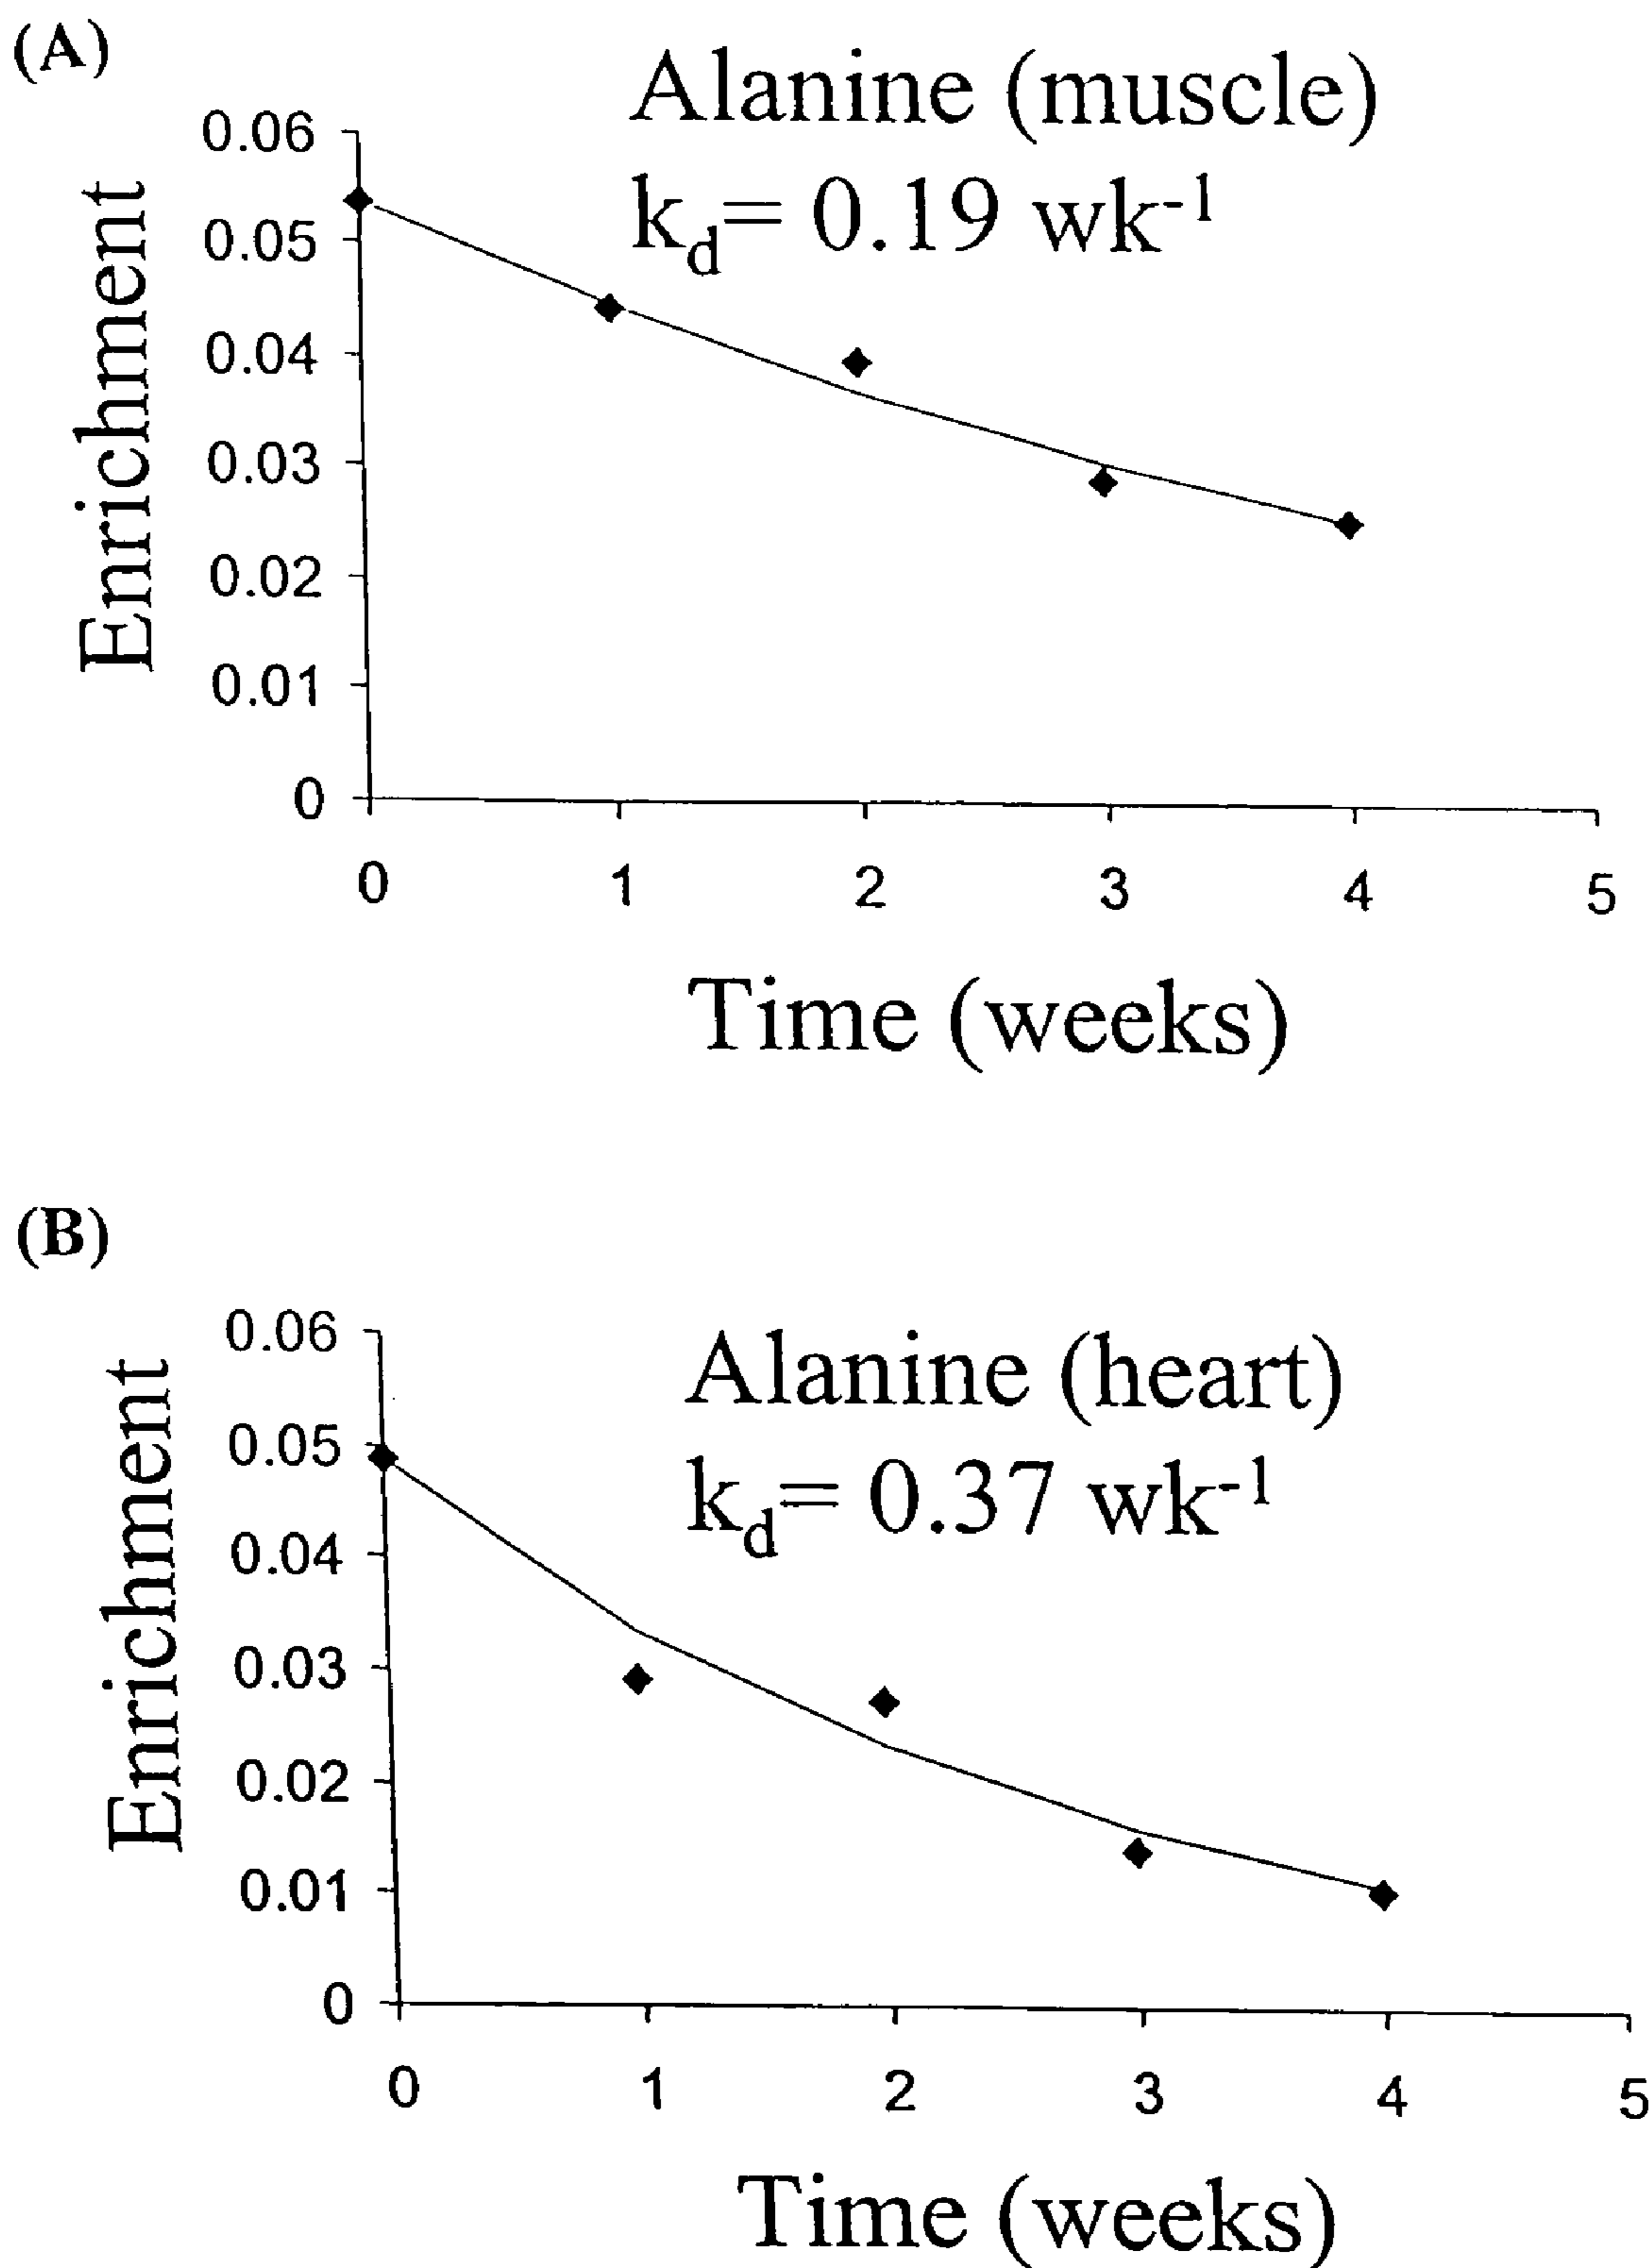 (A)
Alanine (muscle)
k_d= 0.19 wk⁻¹
Enrichment
0.06
0.05
0.04
0.03
0.02
0.01
0
0 1 2 3 4 5
Time (weeks)
(B)
Alanine (heart)
k_d= 0.37 wk⁻¹
Enrichment
0.06
0.05
0.04
0.03
0.02
0.01
0
0 1 2 3 4 5
Time (weeks)